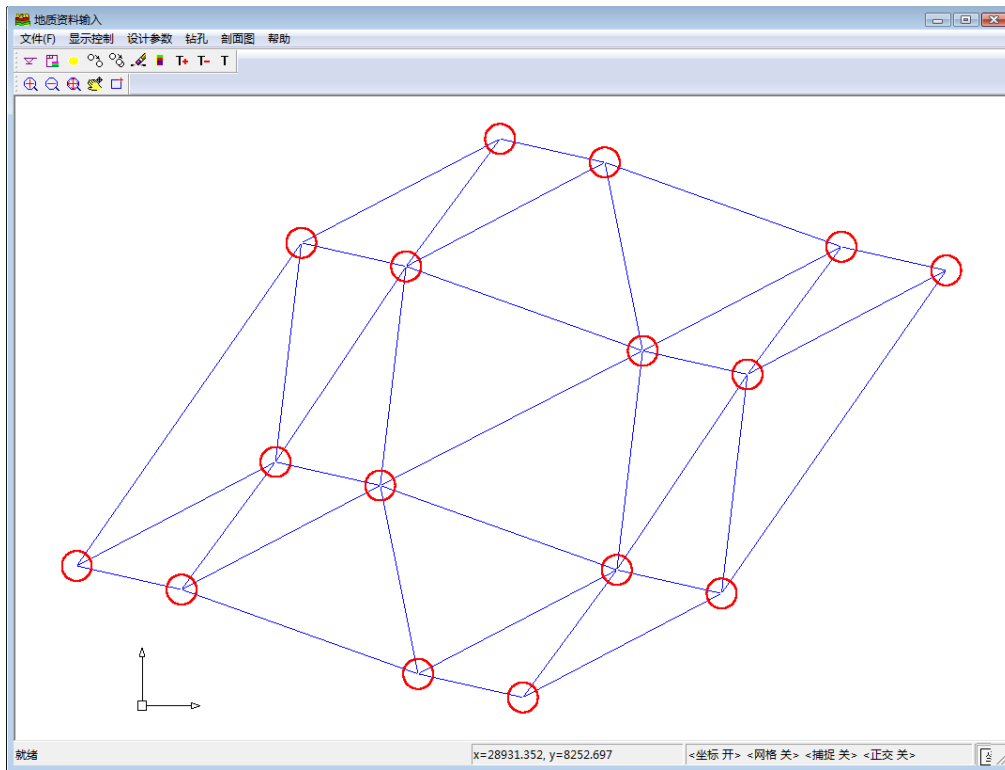 地质资料输入
文件(F) 显示控制 设计参数 钻孔 剖面图 帮助
T+ T- T
就绪 x=28931.352, y=8252.697 <坐标 开> <网格 关> <捕捉 关> <正交 关>